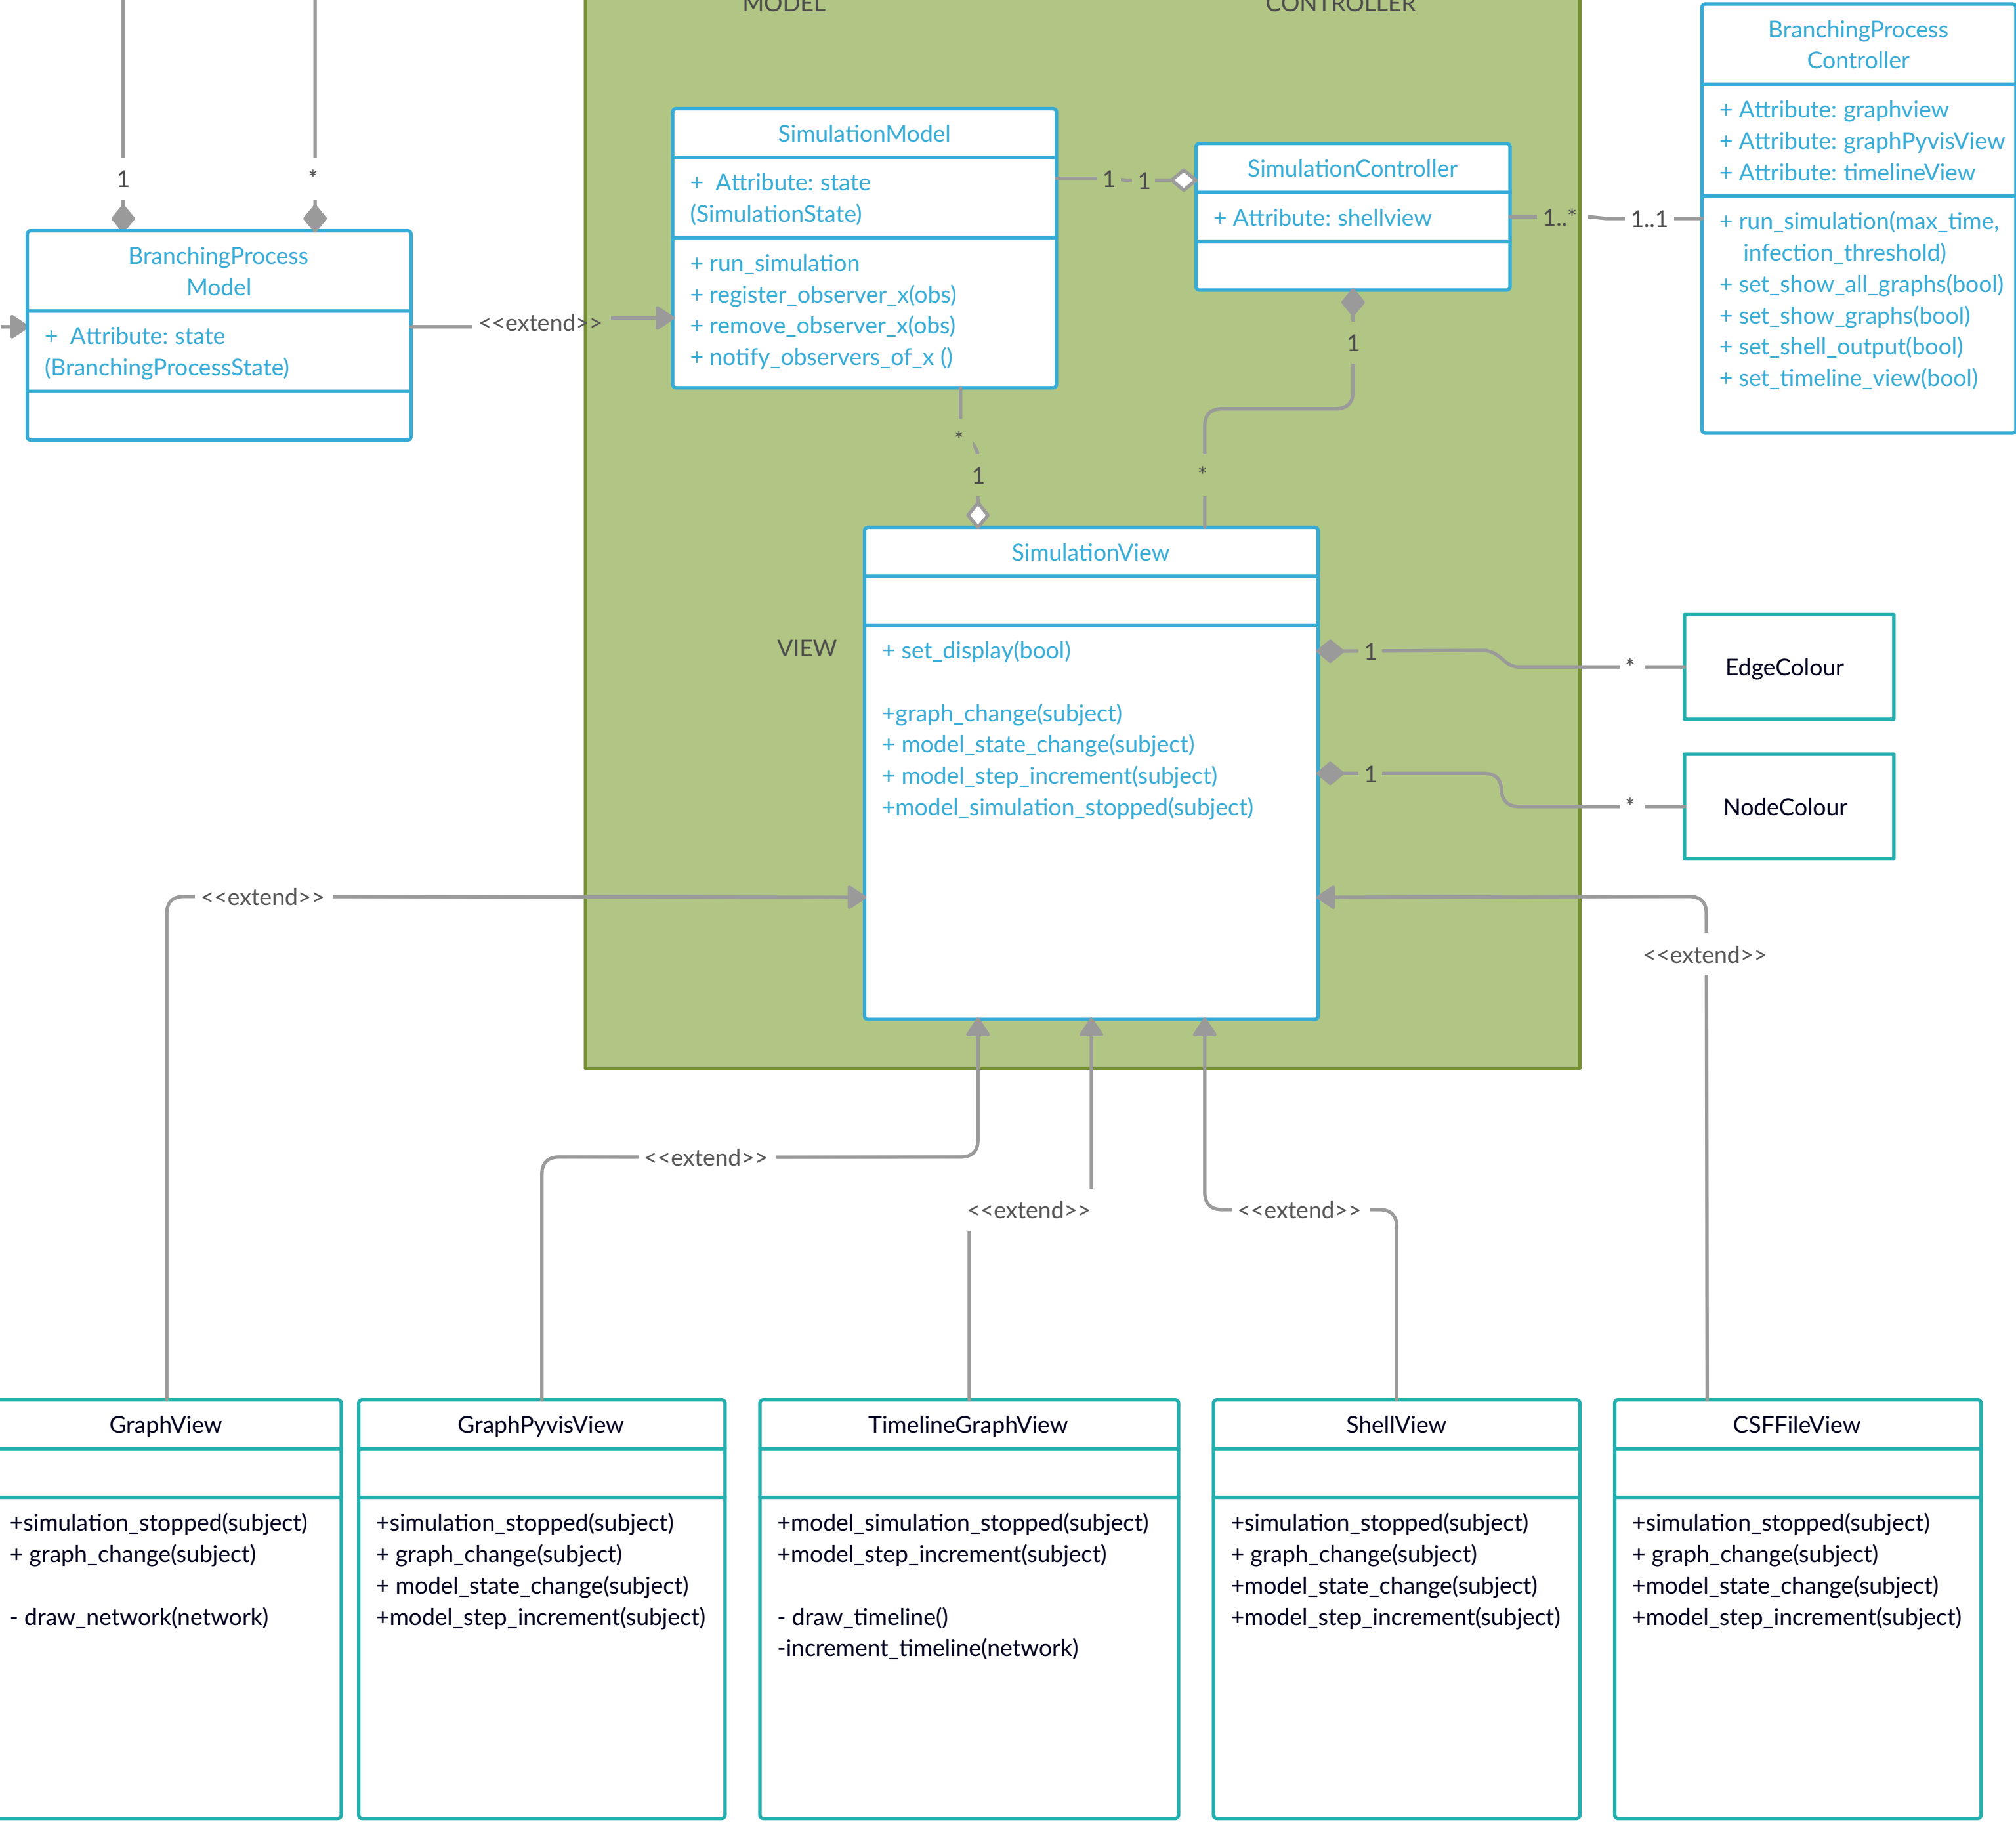 MODEL
CONTROLLER
BranchingProcess
Controller
+ Attribute: graphview
+ Attribute: graphPyvisView
+ Attribute: timelineView
+ run_simulation(max_time,
infection_threshold)
+ set_show_all_graphs(bool)
+ set_show_graphs(bool)
+ set_shell_output(bool)
+ set_timeline_view(bool)
SimulationModel
+ Attribute: state
(SimulationState)
+ run_simulation
+ register_observer_x(obs)
+ remove_observer_x(obs)
+ notify_observers_of_x ()
1
1
SimulationController
+ Attribute: shellview
1..*
1..1
1
*
BranchingProcess
Model
+ Attribute: state
(BranchingProcessState)
<<extend>>
1
*
1
*
SimulationView
VIEW
+ set_display(bool)
+graph_change(subject)
+ model_state_change(subject)
+ model_step_increment(subject)
+model_simulation_stopped(subject)
1
*
EdgeColour
1
*
NodeColour
<<extend>>
<<extend>>
<<extend>>
<<extend>>
<<extend>>
GraphView
+simulation_stopped(subject)
+ graph_change(subject)
- draw_network(network)
GraphPyvisView
+simulation_stopped(subject)
+ graph_change(subject)
+ model_state_change(subject)
+model_step_increment(subject)
TimelineGraphView
+model_simulation_stopped(subject)
+model_step_increment(subject)
- draw_timeline()
-increment_timeline(network)
ShellView
+simulation_stopped(subject)
+ graph_change(subject)
+model_state_change(subject)
+model_step_increment(subject)
CSFFileView
+simulation_stopped(subject)
+ graph_change(subject)
+model_state_change(subject)
+model_step_increment(subject)